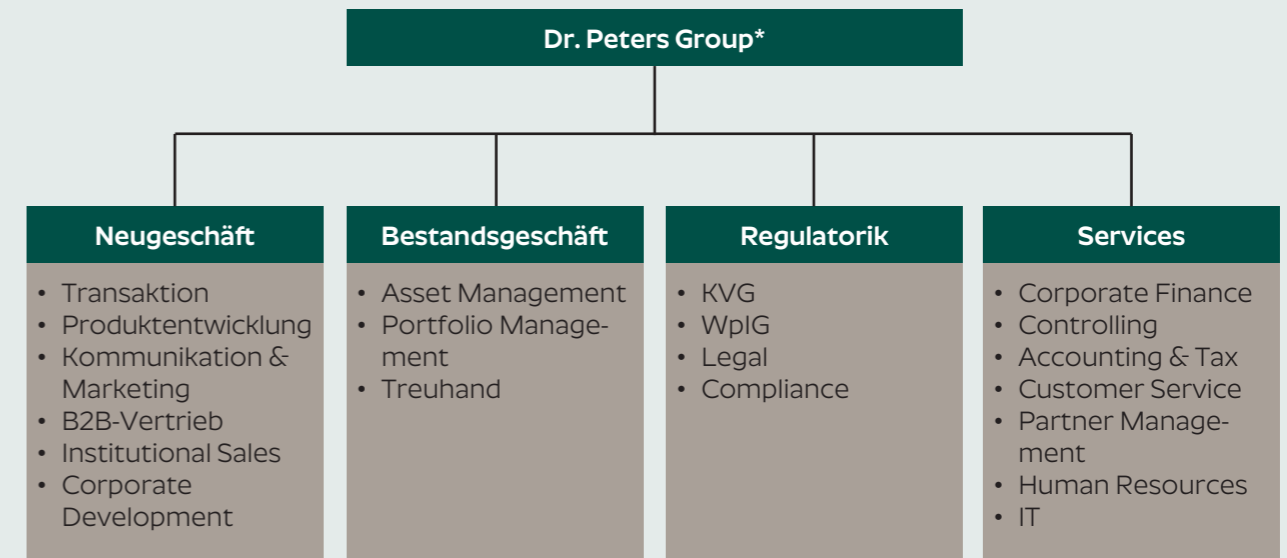 Dr. Peters Group*
Neugeschäft
• Transaktion
• Produktentwicklung
• Kommunikation &
Marketing
• B2B-Vertrieb
• Institutional Sales
• Corporate
Development
Bestandsgeschäft
• Asset Management
• Portfolio Manage-
ment
• Treuhand
Regulatorik
• KVG
• WpIG
• Legal
• Compliance
Services
• Corporate Finance
• Controlling
• Accounting & Tax
• Customer Service
• Partner Manage-
ment
• Human Resources
• IT